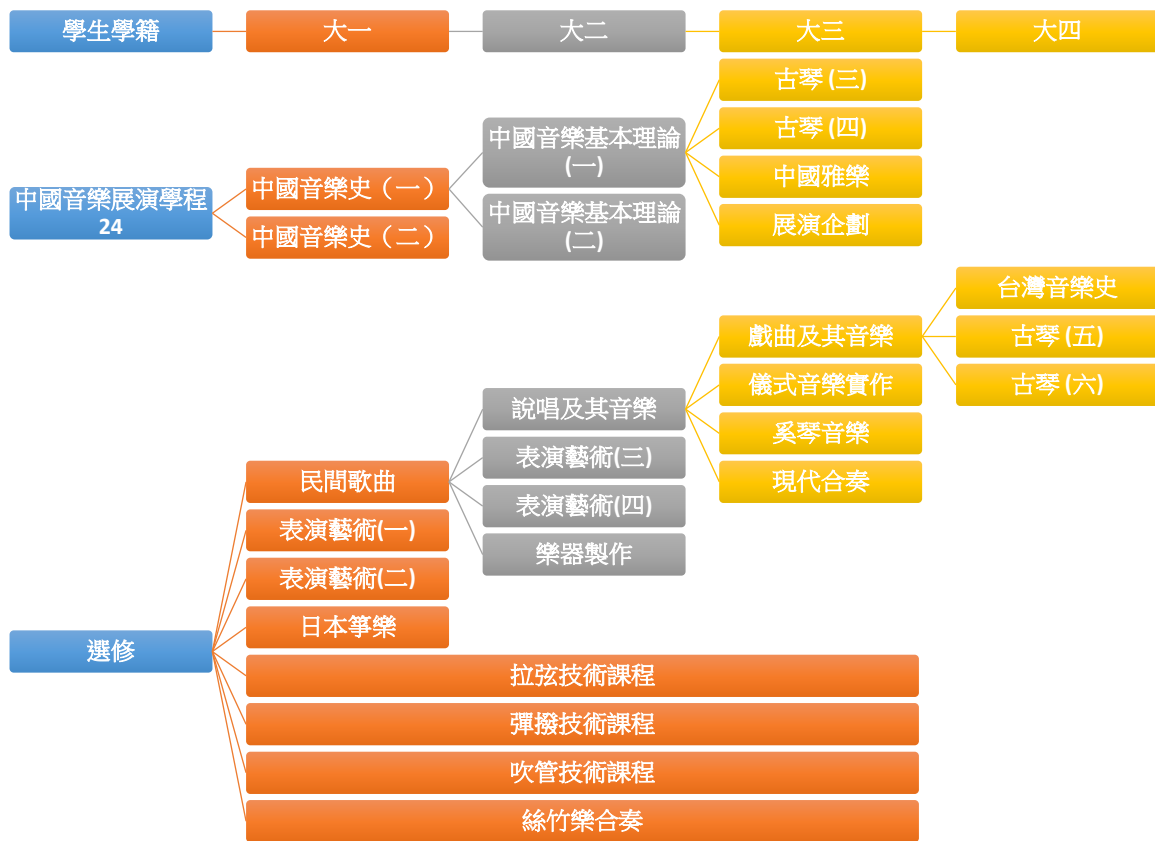 學生學籍
大一
大二
大三
大四
中國音樂展演學程
24
中國音樂史（一）
中國音樂史（二）
中國音樂基本理論
(一)
中國音樂基本理論
(二)
古琴 (三)
古琴 (四)
中國雅樂
展演企劃
選修
民間歌曲
表演藝術(一)
表演藝術(二)
日本箏樂
拉弦技術課程
彈撥技術課程
吹管技術課程
絲竹樂合奏
說唱及其音樂
表演藝術(三)
表演藝術(四)
樂器製作
戲曲及其音樂
儀式音樂實作
奚琴音樂
現代合奏
台灣音樂史
古琴 (五)
古琴 (六)